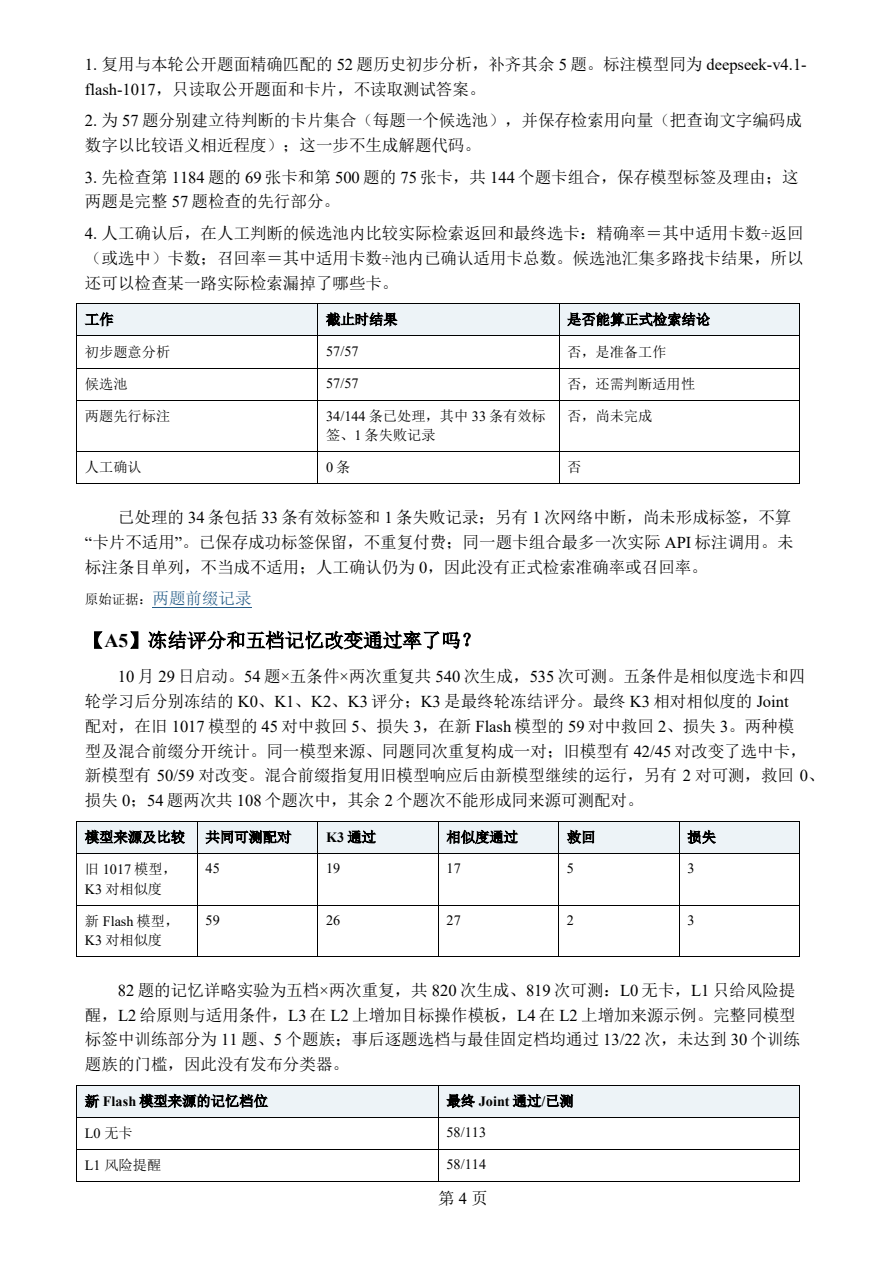 1. 复用与本轮公开题面精确匹配的 52 题历史初步分析，补齐其余 5 题。标注模型同为 deepseek-v4.1-
flash-1017，只读取公开题面和卡片，不读取测试答案。
2. 为 57 题分别建立待判断的卡片集合（每题一个候选池），并保存检索用向量（把查询文字编码成
数字以比较语义相近程度）；这一步不生成解题代码。
3. 先检查第 1184 题的 69 张卡和第 500 题的 75 张卡，共 144 个题卡组合，保存模型标签及理由；这
两题是完整 57 题检查的先行部分。
4. 人工确认后，在人工判断的候选池内比较实际检索返回和最终选卡：精确率＝其中适用卡数÷返回
（或选中）卡数；召回率＝其中适用卡数÷池内已确认适用卡总数。候选池汇集多路找卡结果，所以
还可以检查某一路实际检索漏掉了哪些卡。
工作 截止时结果 是否能算正式检索结论
初步题意分析 57/57 否，是准备工作
候选池 57/57 否，还需判断适用性
两题先行标注 34/144 条已处理，其中 33 条有效标 否，尚未完成
签、1 条失败记录
人工确认 0 条 否
已处理的 34 条包括 33 条有效标签和 1 条失败记录；另有 1 次网络中断，尚未形成标签，不算
“卡片不适用”。已保存成功标签保留，不重复付费；同一题卡组合最多一次实际 API 标注调用。未
标注条目单列，不当成不适用；人工确认仍为 0，因此没有正式检索准确率或召回率。
原始证据：两题前缀记录
【A5】冻结评分和五档记忆改变通过率了吗？
10 月 29 日启动。54 题×五条件×两次重复共 540 次生成，535 次可测。五条件是相似度选卡和四
轮学习后分别冻结的 K0、K1、K2、K3 评分；K3 是最终轮冻结评分。最终 K3 相对相似度的 Joint
配对，在旧 1017 模型的 45 对中救回 5、损失 3，在新 Flash 模型的 59 对中救回 2、损失 3。两种模
型及混合前缀分开统计。同一模型来源、同题同次重复构成一对；旧模型有 42/45 对改变了选中卡，
新模型有 50/59 对改变。混合前缀指复用旧模型响应后由新模型继续的运行，另有 2 对可测，救回 0、
损失 0；54 题两次共 108 个题次中，其余 2 个题次不能形成同来源可测配对。
模型来源及比较 共同可测配对 K3 通过 相似度通过 救回 损失
旧 1017 模型， 45 19 17 5 3
K3 对相似度
新 Flash 模型， 59 26 27 2 3
K3 对相似度
82 题的记忆详略实验为五档×两次重复，共 820 次生成、819 次可测：L0 无卡，L1 只给风险提
醒，L2 给原则与适用条件，L3 在 L2 上增加目标操作模板，L4 在 L2 上增加来源示例。完整同模型
标签中训练部分为 11 题、5 个题族；事后逐题选档与最佳固定档均通过 13/22 次，未达到 30 个训练
题族的门槛，因此没有发布分类器。
新 Flash 模型来源的记忆档位 最终 Joint 通过/已测
L0 无卡 58/113
L1 风险提醒 58/114
第 4 页